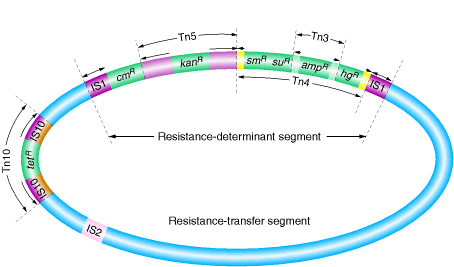 Tn5
Tn3
IS1
cmᴿ
kanᴿ
smᴿ
suᴿ
ampᴿ
hgᴿ
IS1
Tn4
Resistance-determinant segment
Tn10
IS10
tetᴿ
IS10
IS2
Resistance-transfer segment